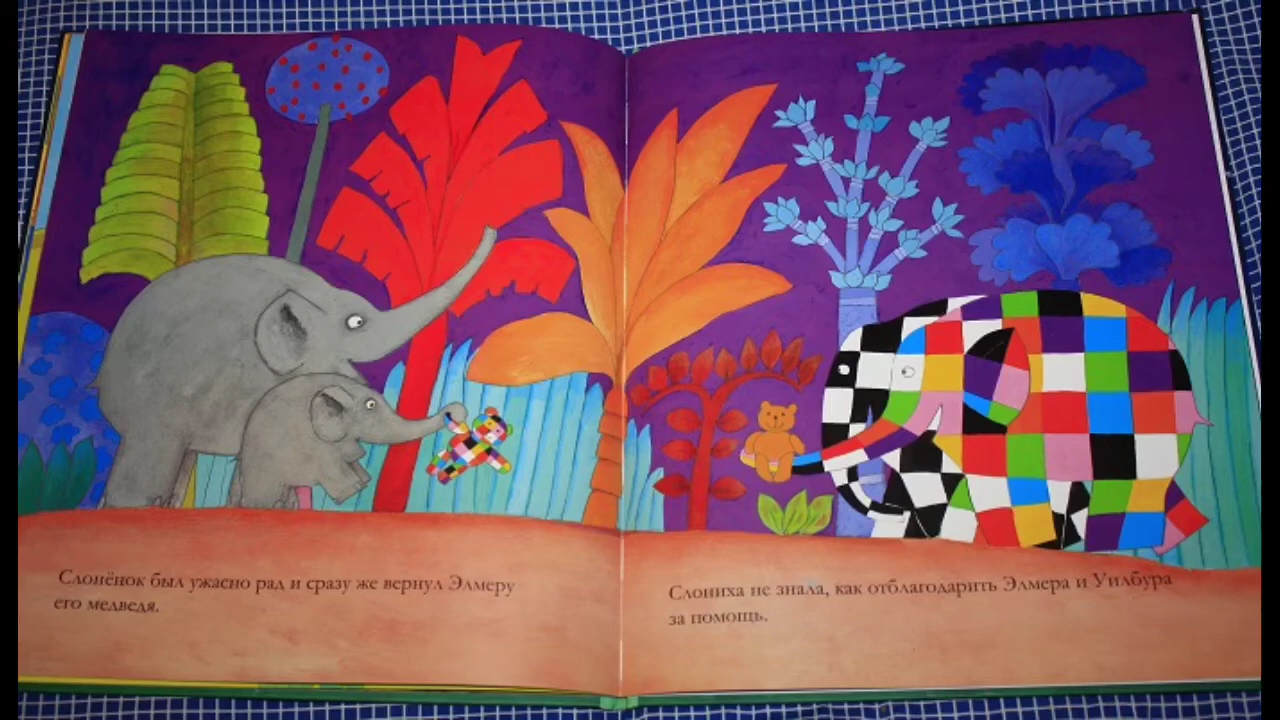 Слонёнок был ужасно рад и сразу же вернул Элмеру
его медведя.
Слониха не знала, как отблагодарить Элмера и Уилбура
за помощь.